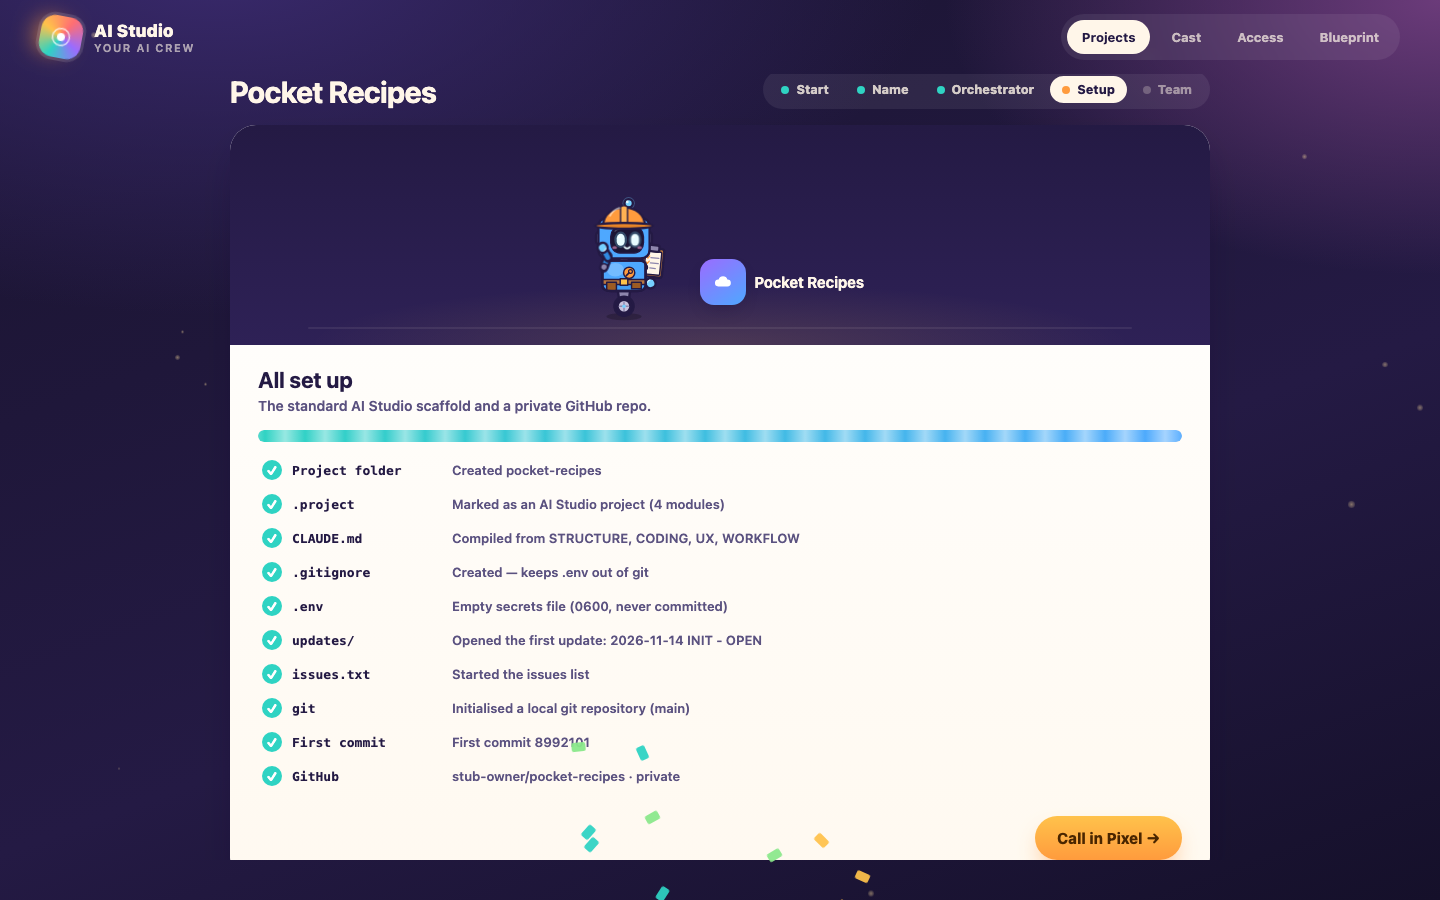 AI Studio
YOUR AI CREW
Projects
Cast
Access
Blueprint
Pocket Recipes
Start
Name
Orchestrator
Setup
Team
Pocket Recipes
All set up
The standard AI Studio scaffold and a private GitHub repo.
Project folder Created pocket-recipes
.project Marked as an AI Studio project (4 modules)
CLAUDE.md Compiled from STRUCTURE, CODING, UX, WORKFLOW
.gitignore Created — keeps .env out of git
.env Empty secrets file (0600, never committed)
updates/ Opened the first update: 2026-11-14 INIT - OPEN
issues.txt Started the issues list
git Initialised a local git repository (main)
First commit First commit 8992101
GitHub stub-owner/pocket-recipes · private
Call in Pixel →